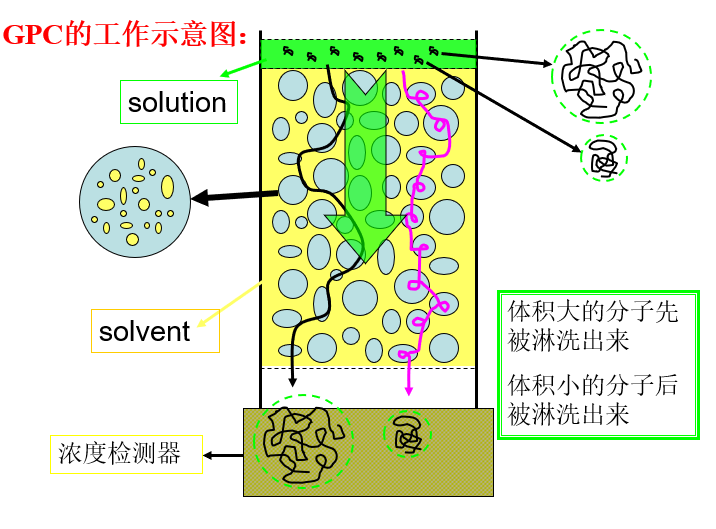 GPC的工作示意图：
solution
solvent
体积大的分子先
被淋洗出来
体积小的分子后
被淋洗出来
浓度检测器